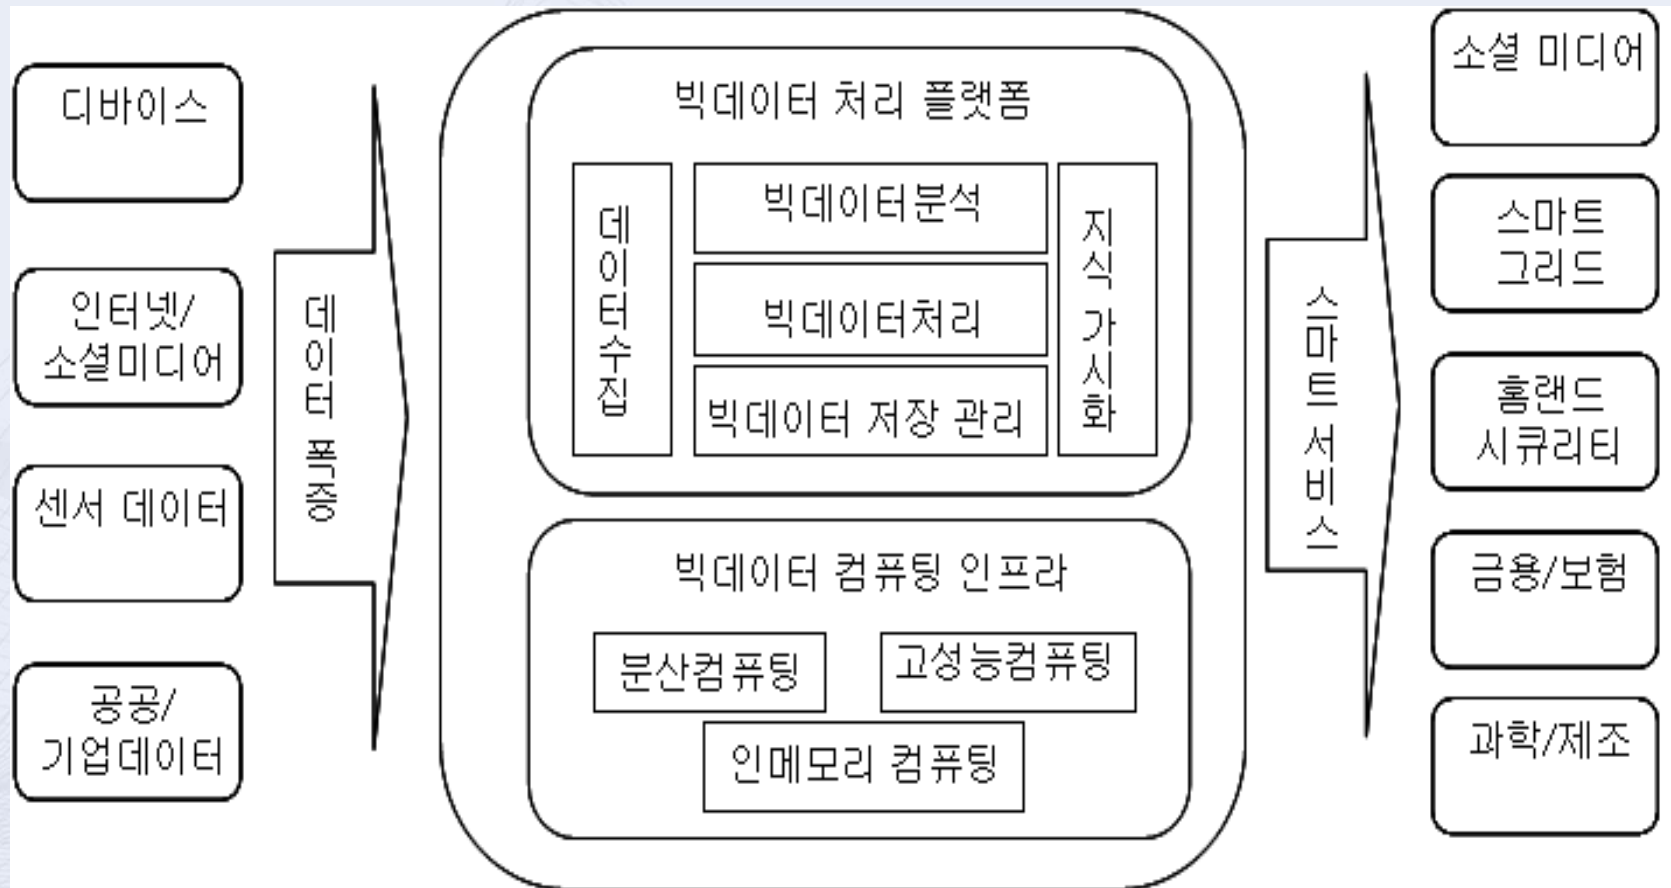 디바이스
인터넷/
소셜미디어
센서 데이터
공공/
기업데이터
데이터 폭증
빅데이터 처리 플랫폼
데이터수집
빅데이터분석
빅데이터처리
빅데이터 저장 관리
지식 가시화
빅데이터 컴퓨팅 인프라
분산컴퓨팅
고성능컴퓨팅
인메모리 컴퓨팅
스마트 서비스
소셜 미디어
스마트
그리드
홈랜드
시큐리티
금융/보험
과학/제조